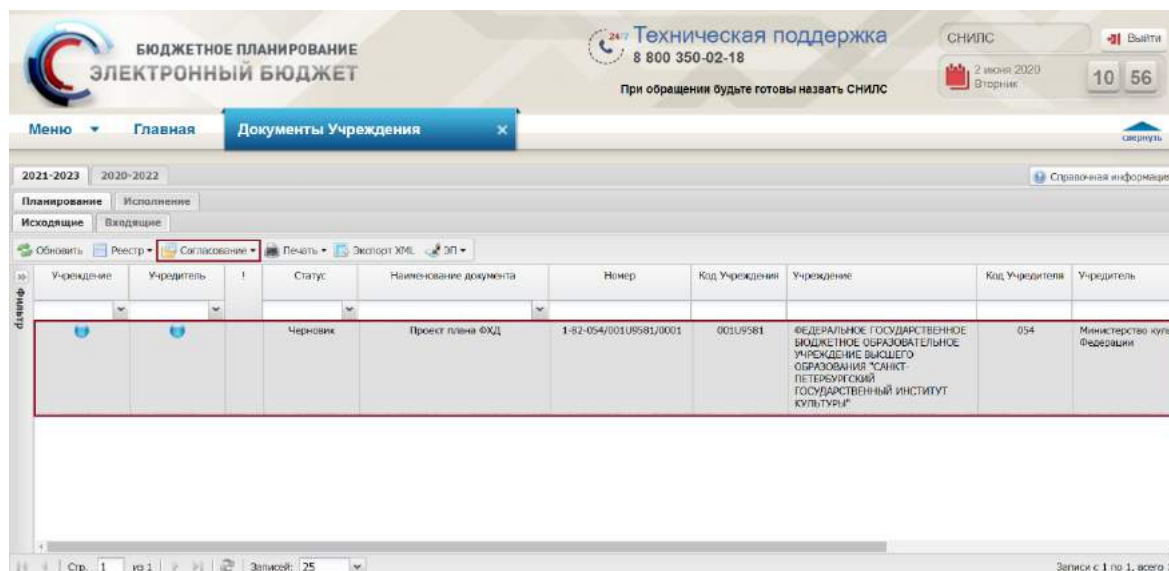 БЮДЖЕТНОЕ ПЛАНИРОВАНИЕ
ЭЛЕКТРОННЫЙ БЮДЖЕТ
24/7 Техническая поддержка
8 800 350-02-18
При обращении будьте готовы назвать СНИЛС
СНИЛС
Выйти
2 июня 2020
Вторник
10 56
Меню Главная Документы Учреждения
свернуть
2021-2023 2020-2022 Справочная информация
Планирование Исполнение
Исходящие Входящие
Обновить Реестр Согласование Печать Экспорт XML ЭП
Фильтр
Учреждение Учредитель ! Статус Наименование документа Номер Код Учреждения Учреждение Код Учредителя Учредитель
Черновик Проект плана ФХД 1-82-054/001U9581/0001 001U9581 ФЕДЕРАЛЬНОЕ ГОСУДАРСТВЕННОЕ 054 Министерство куль
БЮДЖЕТНОЕ ОБРАЗОВАТЕЛЬНОЕ Федерации
УЧРЕЖДЕНИЕ ВЫСШЕГО
ОБРАЗОВАНИЯ "САНКТ-
ПЕТЕРБУРГСКИЙ
ГОСУДАРСТВЕННЫЙ ИНСТИТУТ
КУЛЬТУРЫ"
Стр. 1 из 1 Записей: 25 Записи с 1 по 1, всего